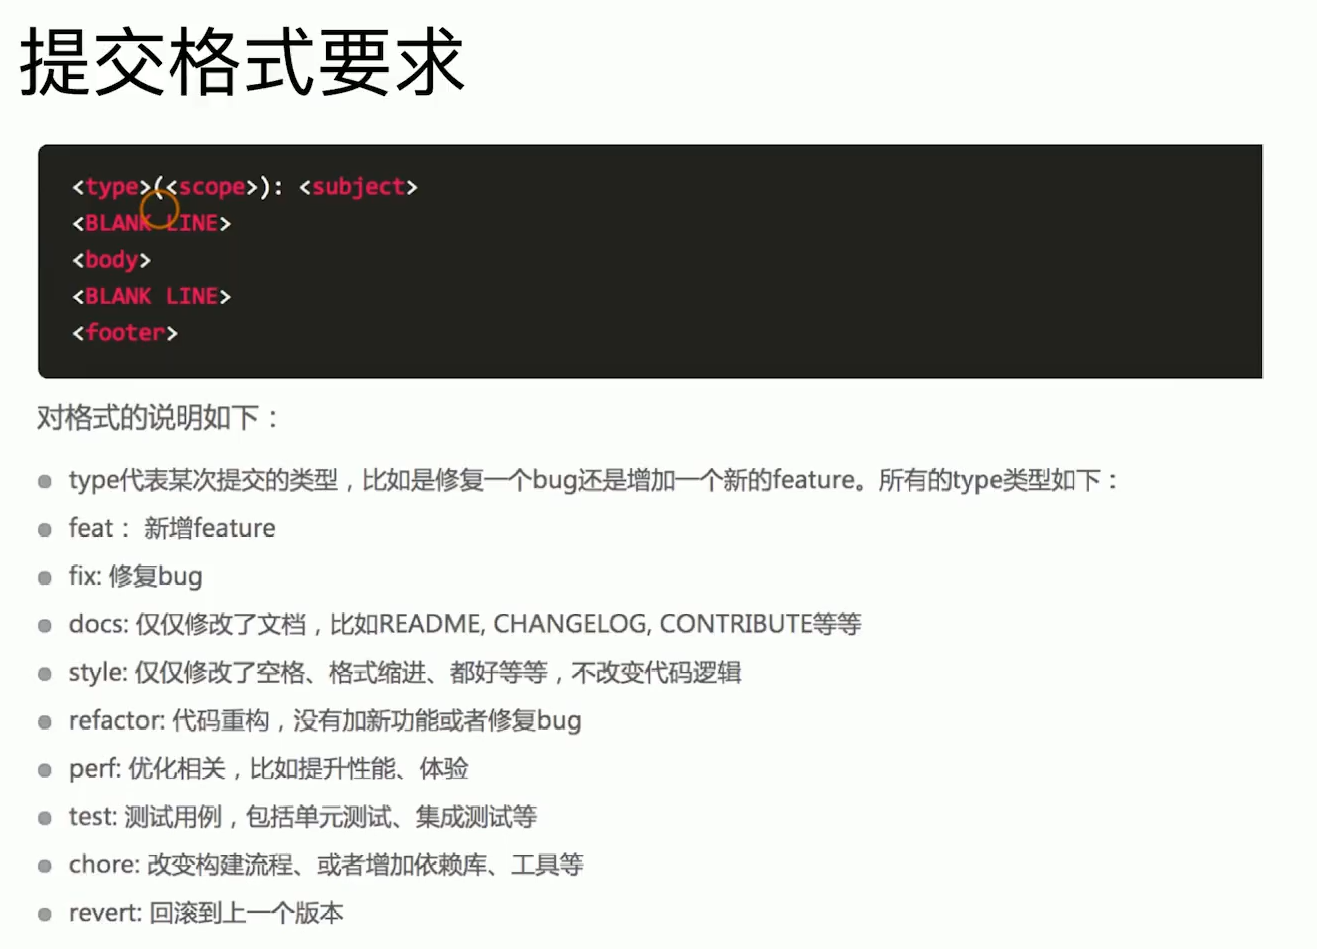 提交格式要求
<type>(<scope>): <subject>
<BLANK LINE>
<body>
<BLANK LINE>
<footer>
对格式的说明如下：
type代表某次提交的类型，比如是修复一个bug还是增加一个新的feature。所有的type类型如下：
feat： 新增feature
fix: 修复bug
docs: 仅仅修改了文档，比如README, CHANGELOG, CONTRIBUTE等等
style: 仅仅修改了空格、格式缩进、都好等等，不改变代码逻辑
refactor: 代码重构，没有加新功能或者修复bug
perf: 优化相关，比如提升性能、体验
test: 测试用例，包括单元测试、集成测试等
chore: 改变构建流程、或者增加依赖库、工具等
revert: 回滚到上一个版本